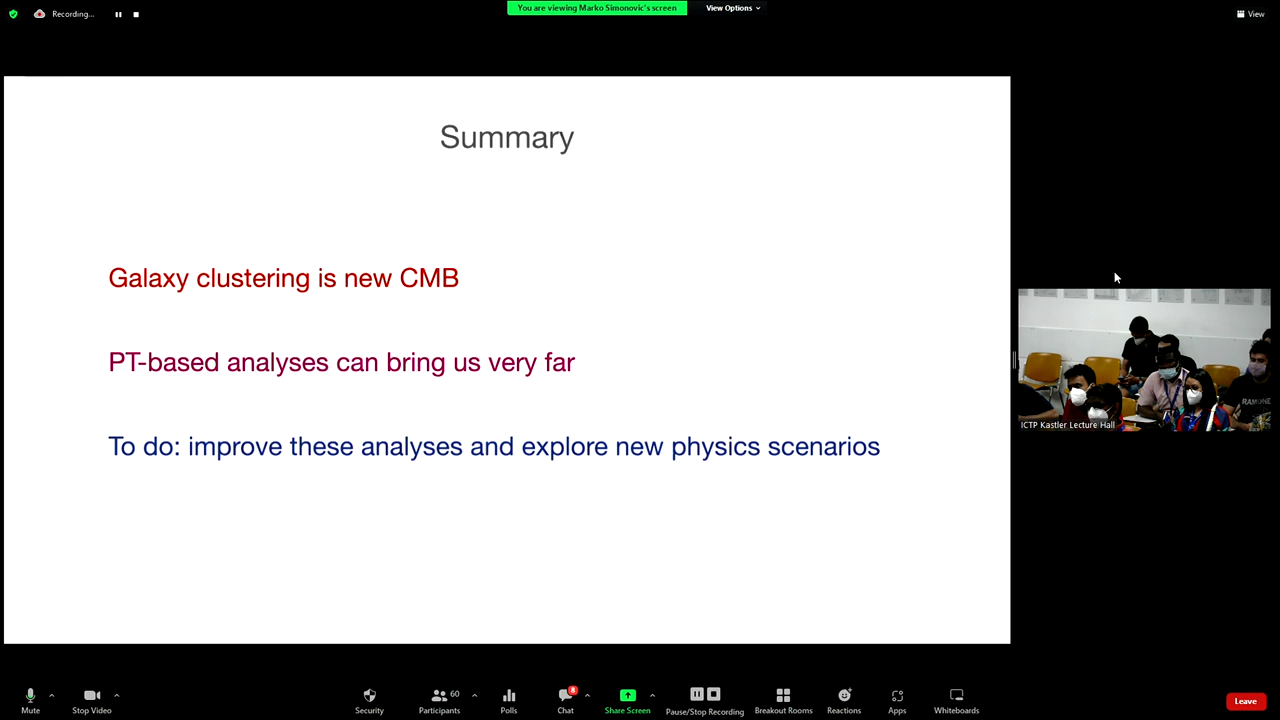 Recording...
You are viewing Marko Simonovic's screen
View Options
View
Summary
Galaxy clustering is new CMB
PT-based analyses can bring us very far
To do: improve these analyses and explore new physics scenarios
RAMONE
ICTP Kastler Lecture Hall
Mute
Stop Video
Security
60
Participants
Polls
8
Chat
Share Screen
Pause/Stop Recording
Breakout Rooms
Reactions
Apps
Whiteboards
Leave